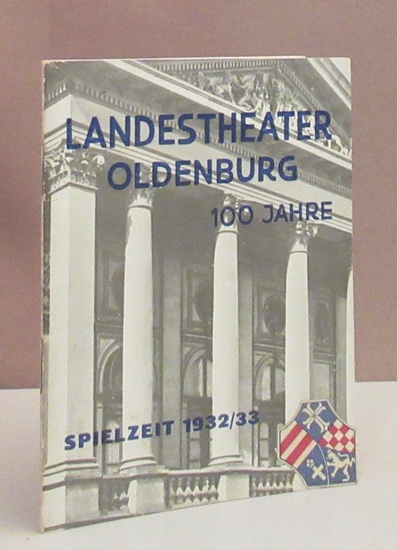 LANDESTHEATER
OLDENBURG
100 JAHRE
SPIELZEIT 1932/33